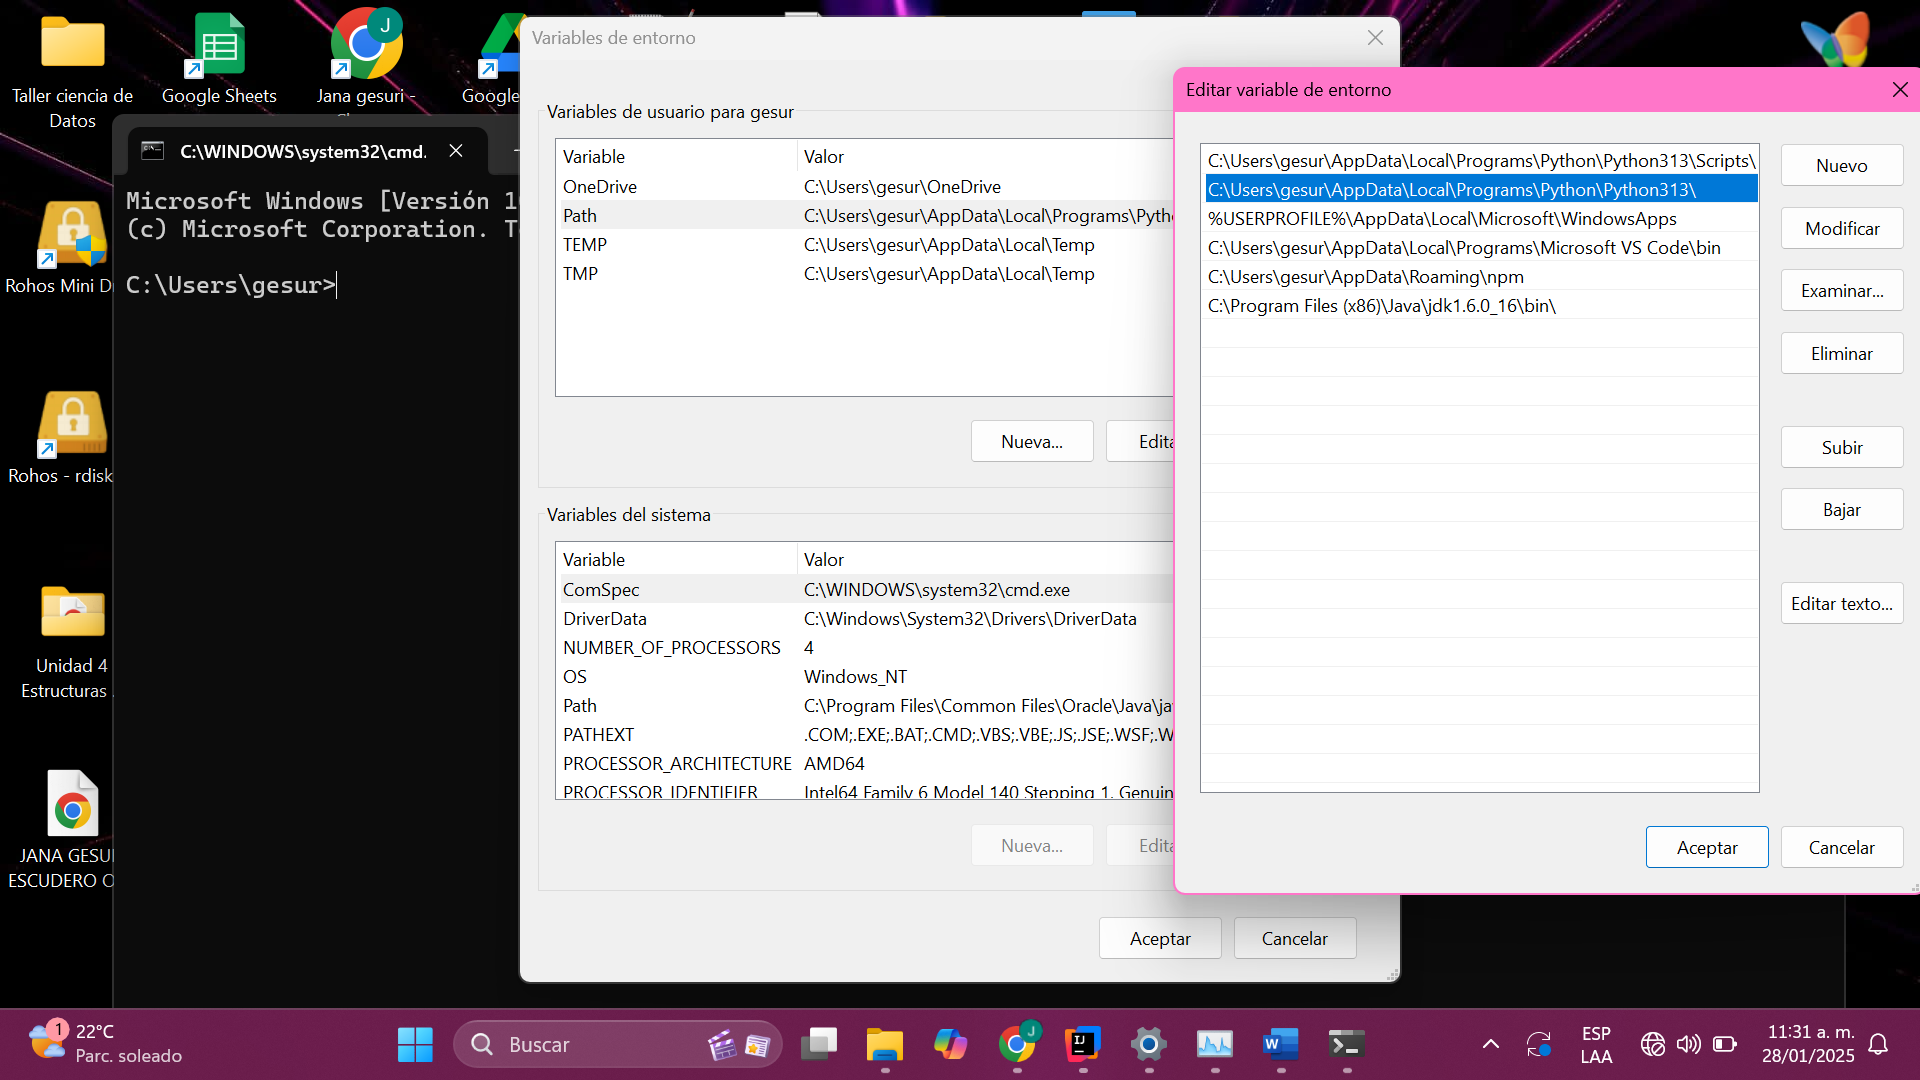 Taller ciencia de
Datos
Google Sheets
Jana gesuri -
Google
Rohos Mini D
Rohos - rdisk
Unidad 4
Estructuras
JANA GESU
ESCUDERO O
C:\WINDOWS\system32\cmd.
Microsoft Windows [Versión 1
(c) Microsoft Corporation. T
C:\Users\gesur>
Variables de entorno
Variables de usuario para gesur
Variable Valor
OneDrive C:\Users\gesur\OneDrive
Path C:\Users\gesur\AppData\Local\Programs\Pyth
TEMP C:\Users\gesur\AppData\Local\Temp
TMP C:\Users\gesur\AppData\Local\Temp
Nueva... Edita
Variables del sistema
Variable Valor
ComSpec C:\WINDOWS\system32\cmd.exe
DriverData C:\Windows\System32\Drivers\DriverData
NUMBER_OF_PROCESSORS 4
OS Windows_NT
Path C:\Program Files\Common Files\Oracle\Java\ja
PATHEXT .COM;.EXE;.BAT;.CMD;.VBS;.VBE;.JS;.JSE;.WSF;.W
PROCESSOR_ARCHITECTURE AMD64
PROCESSOR_IDENTIFIER Intel64 Family 6 Model 140 Stepping 1, Genuin
Nueva... Edita
Aceptar Cancelar
Editar variable de entorno
C:\Users\gesur\AppData\Local\Programs\Python\Python313\Scripts\
C:\Users\gesur\AppData\Local\Programs\Python\Python313\
%USERPROFILE%\AppData\Local\Microsoft\WindowsApps
C:\Users\gesur\AppData\Local\Programs\Microsoft VS Code\bin
C:\Users\gesur\AppData\Roaming\npm
C:\Program Files (x86)\Java\jdk1.6.0_16\bin\
Nuevo
Modificar
Examinar...
Eliminar
Subir
Bajar
Editar texto...
Aceptar Cancelar
1
22°C
Parc. soleado
Buscar
J
ESP
LAA
11:31 a. m.
28/01/2025